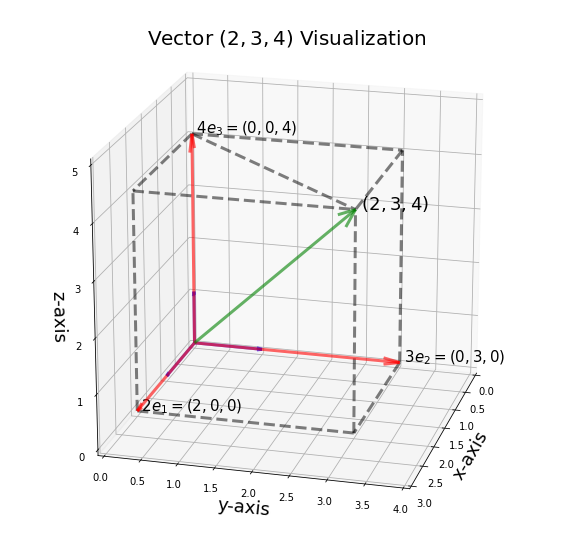 Vector (2, 3, 4) Visualization
4e₃ = (0, 0, 4)
(2, 3, 4)
3e₂ = (0, 3, 0)
2e₁ = (2, 0, 0)
z-axis
5
4
3
2
1
0
y-axis
0.0
0.5
1.0
1.5
2.0
2.5
3.0
3.5
4.0
x-axis
0.0
0.5
1.0
1.5
2.0
2.5
3.0